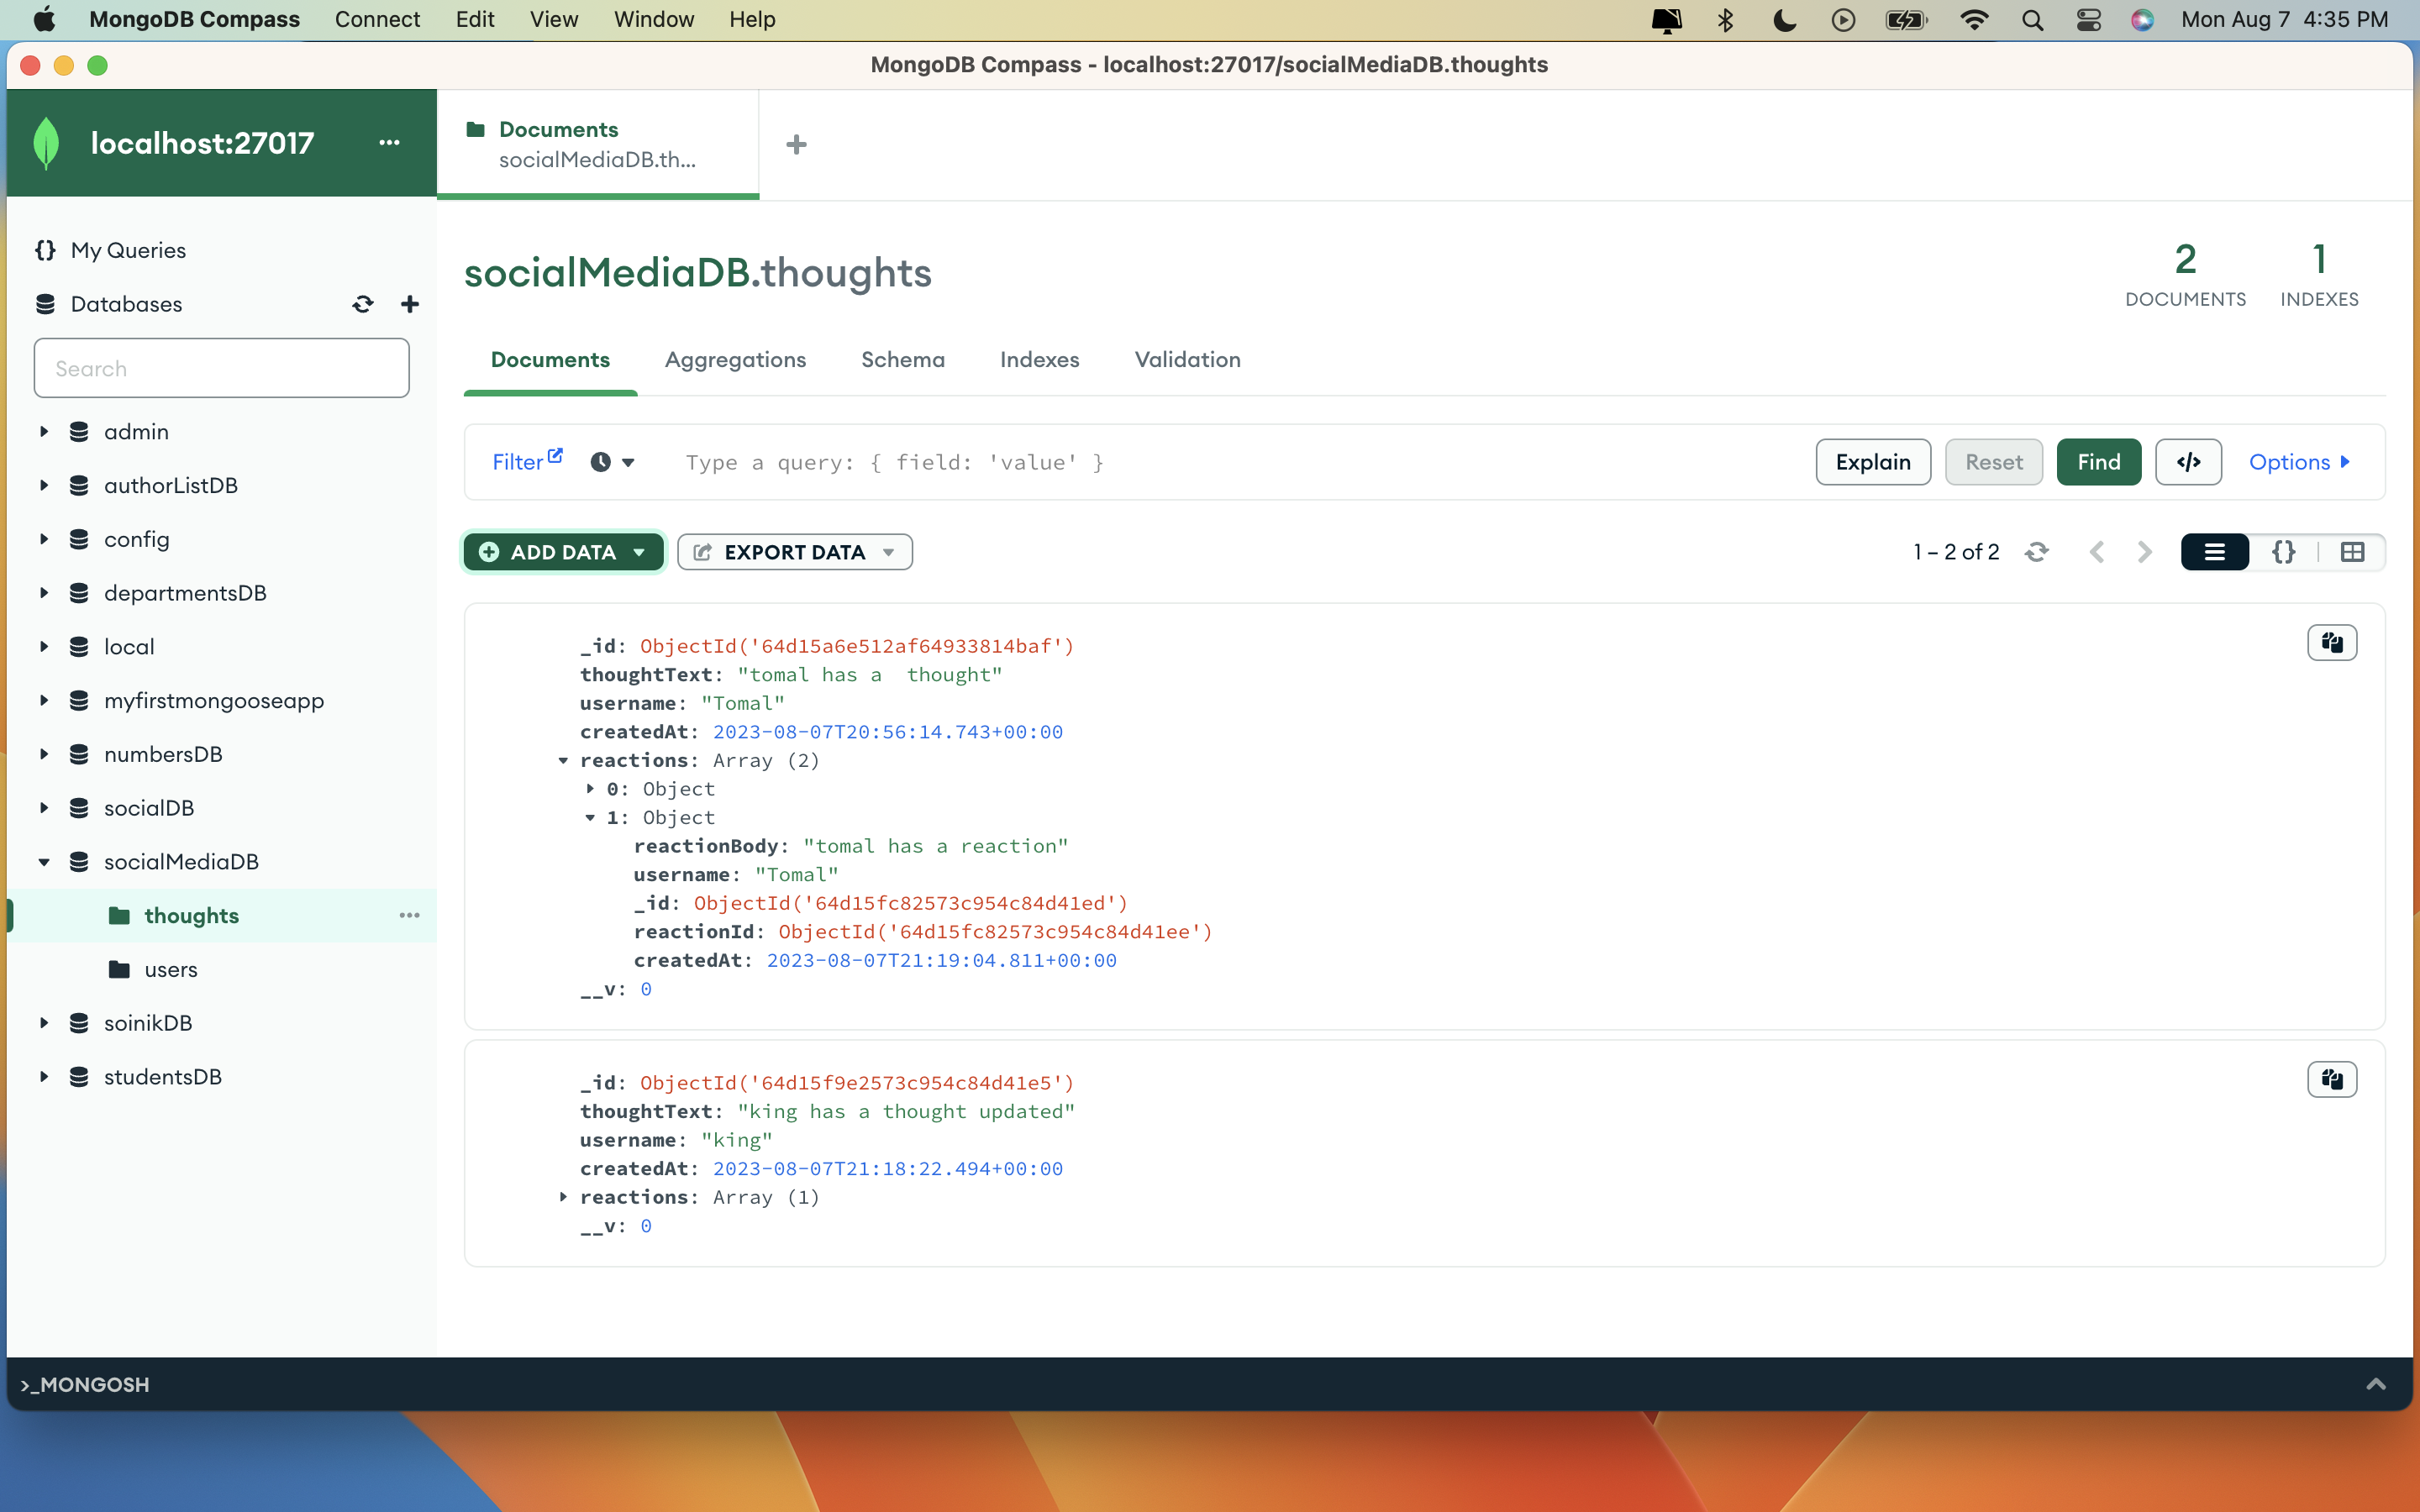 MongoDB Compass Connect Edit View Window Help Mon Aug 7 4:35 PM
MongoDB Compass - localhost:27017/socialMediaDB.thoughts
localhost:27017 ...
Documents
socialMediaDB.th...
{} My Queries
Databases
Search
admin
authorListDB
config
departmentsDB
local
myfirstmongooseapp
numbersDB
socialDB
socialMediaDB
thoughts ...
users
soinikDB
studentsDB
socialMediaDB.thoughts
2
DOCUMENTS
1
INDEXES
Documents Aggregations Schema Indexes Validation
Filter Type a query: { field: 'value' } Explain Reset Find </> Options
ADD DATA EXPORT DATA 1 – 2 of 2 {}
_id: ObjectId('64d15a6e512af64933814baf')
thoughtText: "tomal has a  thought"
username: "Tomal"
createdAt: 2023-08-07T20:56:14.743+00:00
reactions: Array (2)
0: Object
1: Object
reactionBody: "tomal has a reaction"
username: "Tomal"
_id: ObjectId('64d15fc82573c954c84d41ed')
reactionId: ObjectId('64d15fc82573c954c84d41ee')
createdAt: 2023-08-07T21:19:04.811+00:00
__v: 0
_id: ObjectId('64d15f9e2573c954c84d41e5')
thoughtText: "king has a thought updated"
username: "king"
createdAt: 2023-08-07T21:18:22.494+00:00
reactions: Array (1)
__v: 0
>_MONGOSH